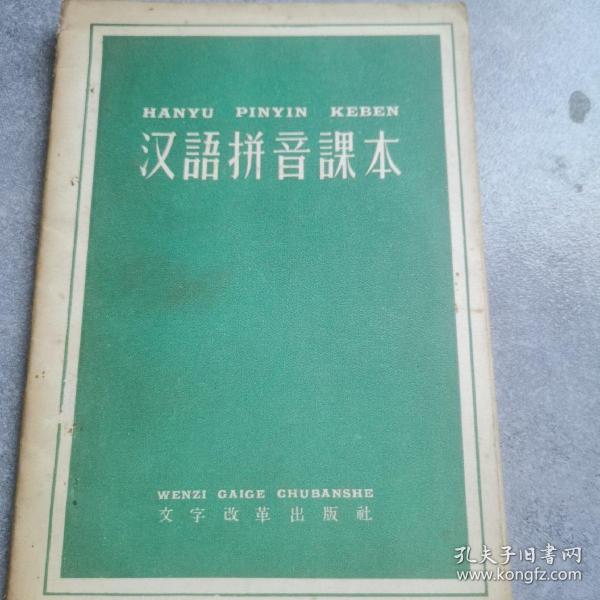 HANYU PINYIN KEBEN
汉語拼音課本
WENZI GAIGE CHUBANSHE
文字改革出版社
孔夫子旧书网
www.kongfz.com